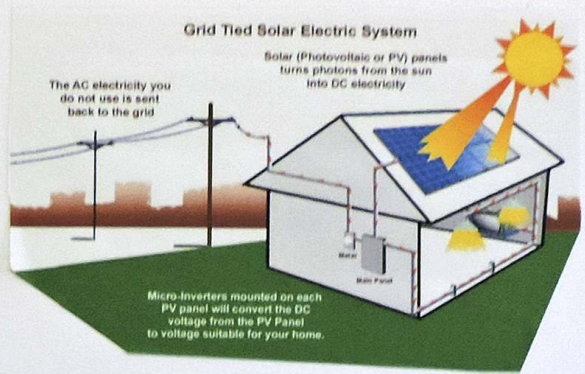 Grid Tied Solar Electric System
Solar (Photovoltaic or PV) panels
turns photons from the sun
into DC electricity
The AC electricity you
do not use is sent
back to the grid
Meter
Main Panel
Micro-Inverters mounted on each
PV panel will convert the DC
voltage from the PV Panel
to voltage suitable for your home.